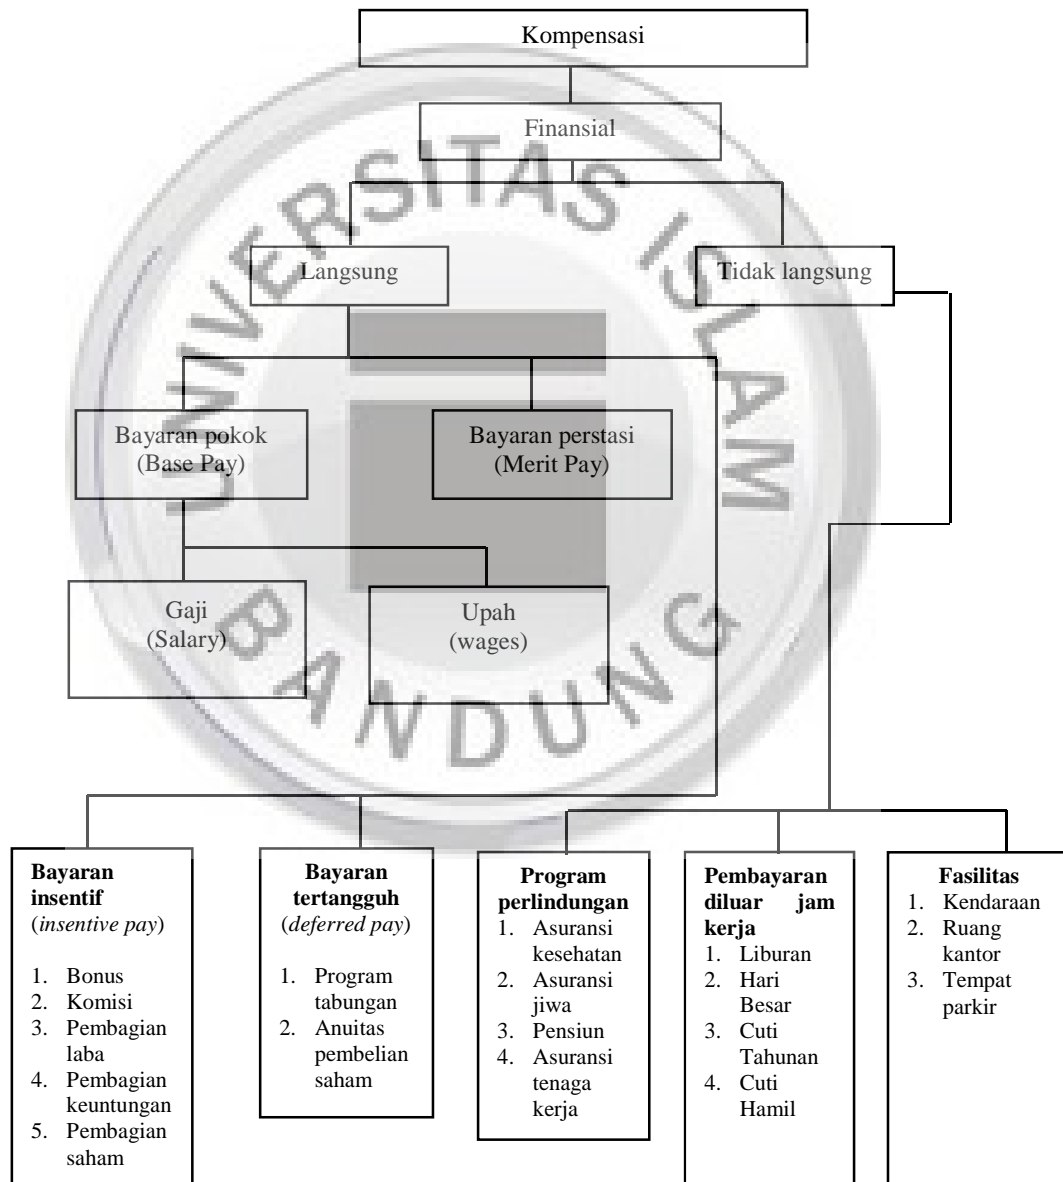 Kompensasi
Finansial
UNIVERSITAS ISLAM
BANDUNG
Langsung
Tidak langsung
Bayaran pokok
(Base Pay)
Bayaran perstasi
(Merit Pay)
Gaji
(Salary)
Upah
(wages)
Bayaran
insentif
(insentive pay)
1. Bonus
2. Komisi
3. Pembagian
laba
4. Pembagian
keuntungan
5. Pembagian
saham
Bayaran
tertangguh
(deferred pay)
1. Program
tabungan
2. Anuitas
pembelian
saham
Program
perlindungan
1. Asuransi
kesehatan
2. Asuransi
jiwa
3. Pensiun
4. Asuransi
tenaga
kerja
Pembayaran
diluar jam
kerja
1. Liburan
2. Hari
Besar
3. Cuti
Tahunan
4. Cuti
Hamil
Fasilitas
1. Kendaraan
2. Ruang
kantor
3. Tempat
parkir